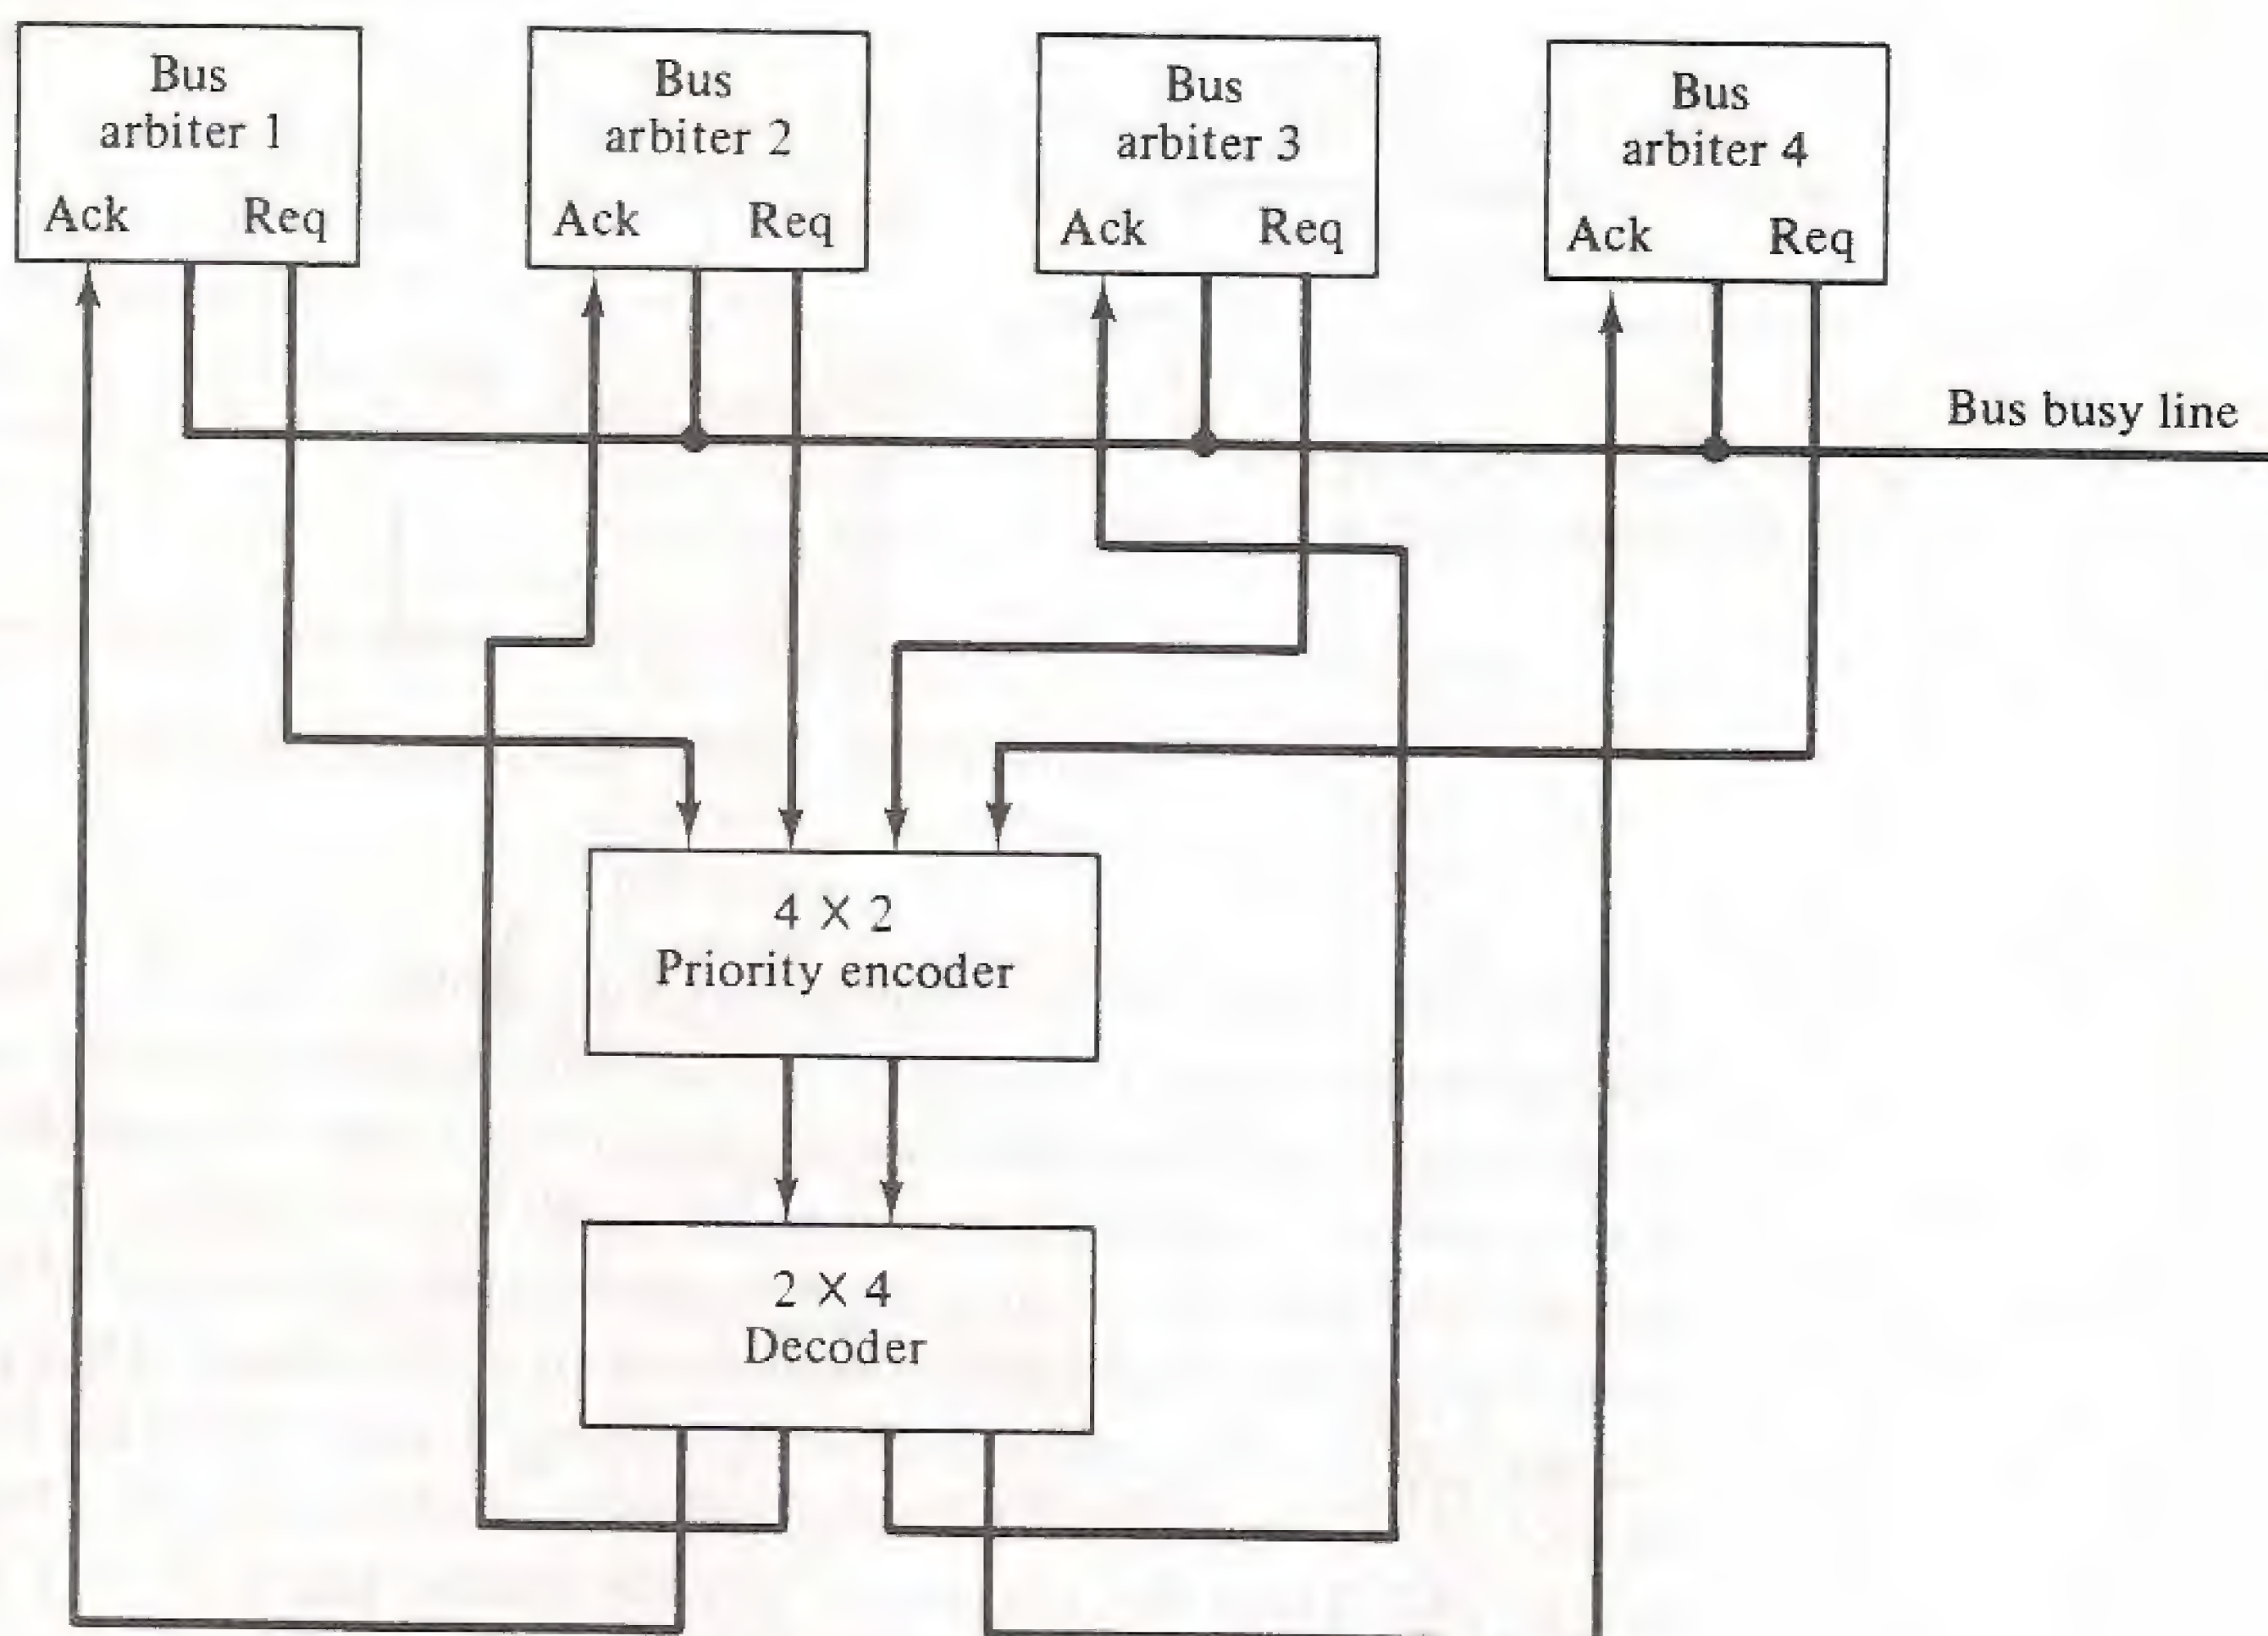 Bus
arbiter 1
Ack Req
Bus
arbiter 2
Ack Req
Bus
arbiter 3
Ack Req
Bus
arbiter 4
Ack Req
Bus busy line
4 X 2
Priority encoder
2 X 4
Decoder